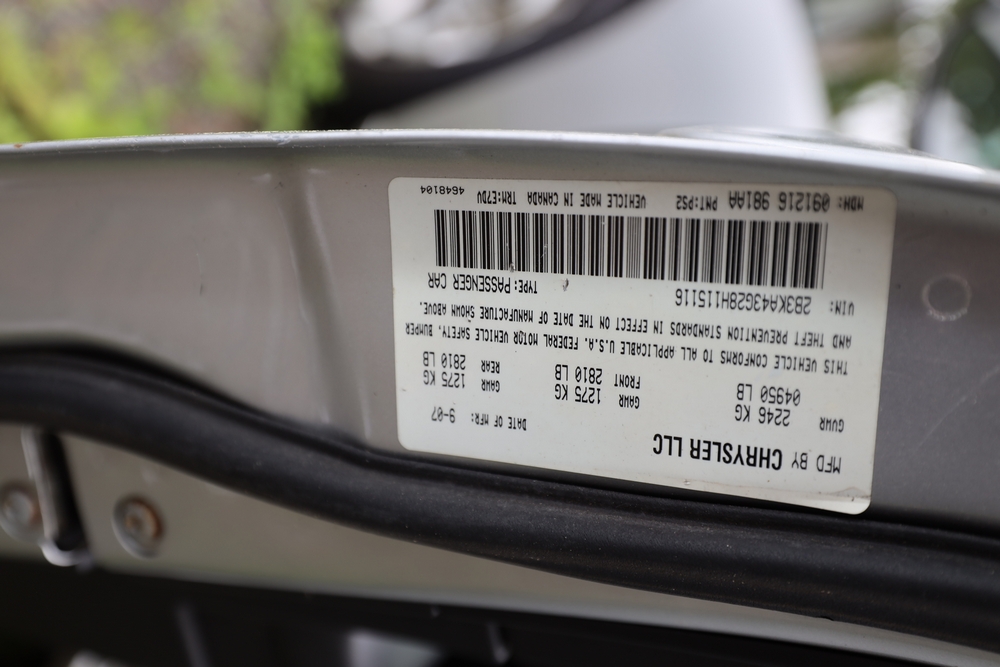 MFD BY CHRYSLER LLC DATE OF MFR: 9-07
GVWR 2246 KG GAWR 1275 KG GAWR 1275 KG
04950 LB FRONT 2810 LB REAR 2810 LB
THIS VEHICLE CONFORMS TO ALL APPLICABLE U.S.A. FEDERAL MOTOR VEHICLE SAFETY, BUMPER
AND THEFT PREVENTION STANDARDS IN EFFECT ON THE DATE OF MANUFACTURE SHOWN ABOVE.
VIN: 2B3KA43G28H115116 TYPE: PASSENGER CAR
MDH: 091216 981AA PNT:PS2 VEHICLE MADE IN CANADA TRM:E7DV 4648104